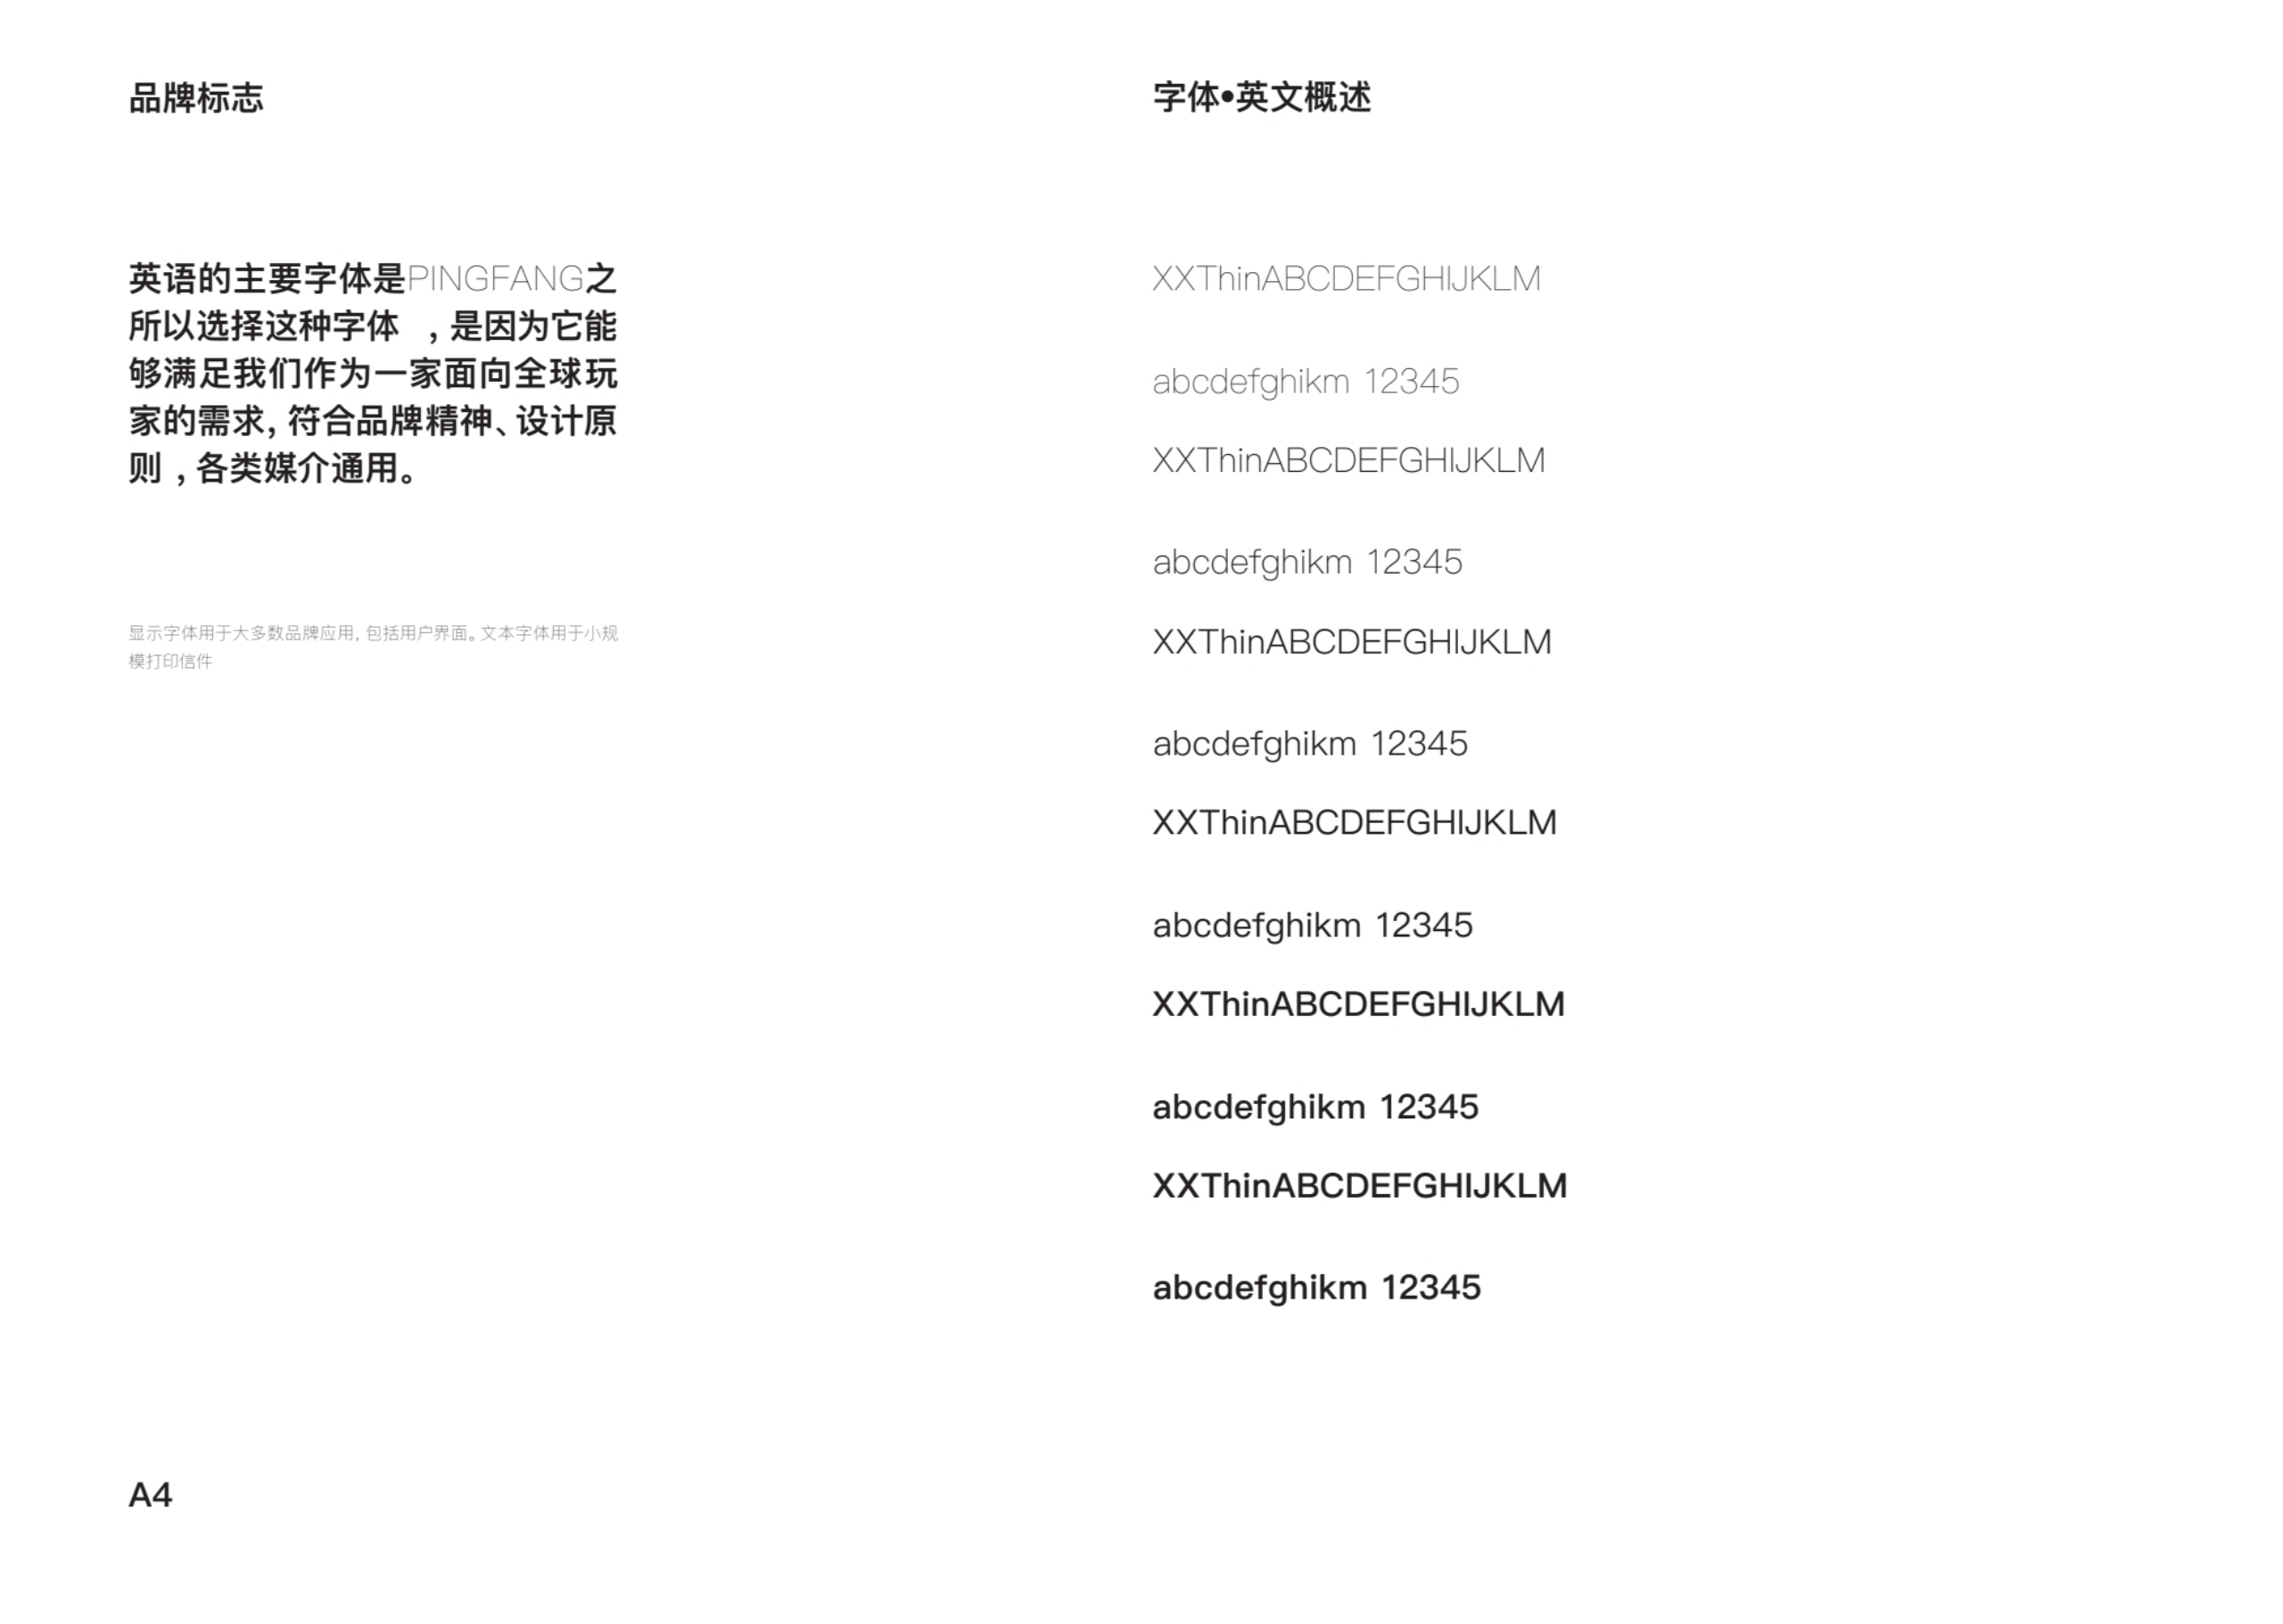 品牌标志
英语的主要字体是PINGFANG之
所以选择这种字体 ，是因为它能
够满足我们作为一家面向全球玩
家的需求，符合品牌精神、设计原
则 ，各类媒介通用。
显示字体用于大多数品牌应用，包括用户界面。文本字体用于小规
模打印信件
A4
字体•英文概述
XXThinABCDEFGHIJKLM
abcdefghikm 12345
XXThinABCDEFGHIJKLM
abcdefghikm 12345
XXThinABCDEFGHIJKLM
abcdefghikm 12345
XXThinABCDEFGHIJKLM
abcdefghikm 12345
XXThinABCDEFGHIJKLM
abcdefghikm 12345
XXThinABCDEFGHIJKLM
abcdefghikm 12345